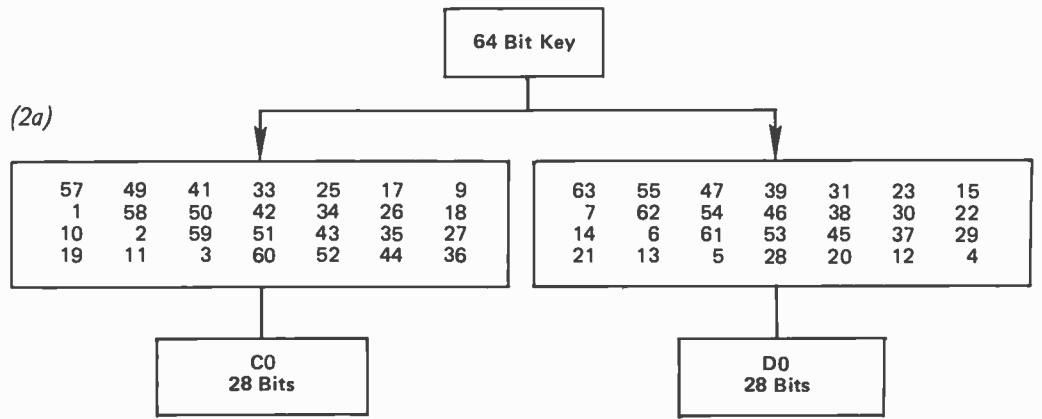 64 Bit Key
(2a)
57 49 41 33 25 17 9
1 58 50 42 34 26 18
10 2 59 51 43 35 27
19 11 3 60 52 44 36
63 55 47 39 31 23 15
7 62 54 46 38 30 22
14 6 61 53 45 37 29
21 13 5 28 20 12 4
C0
28 Bits
D0
28 Bits